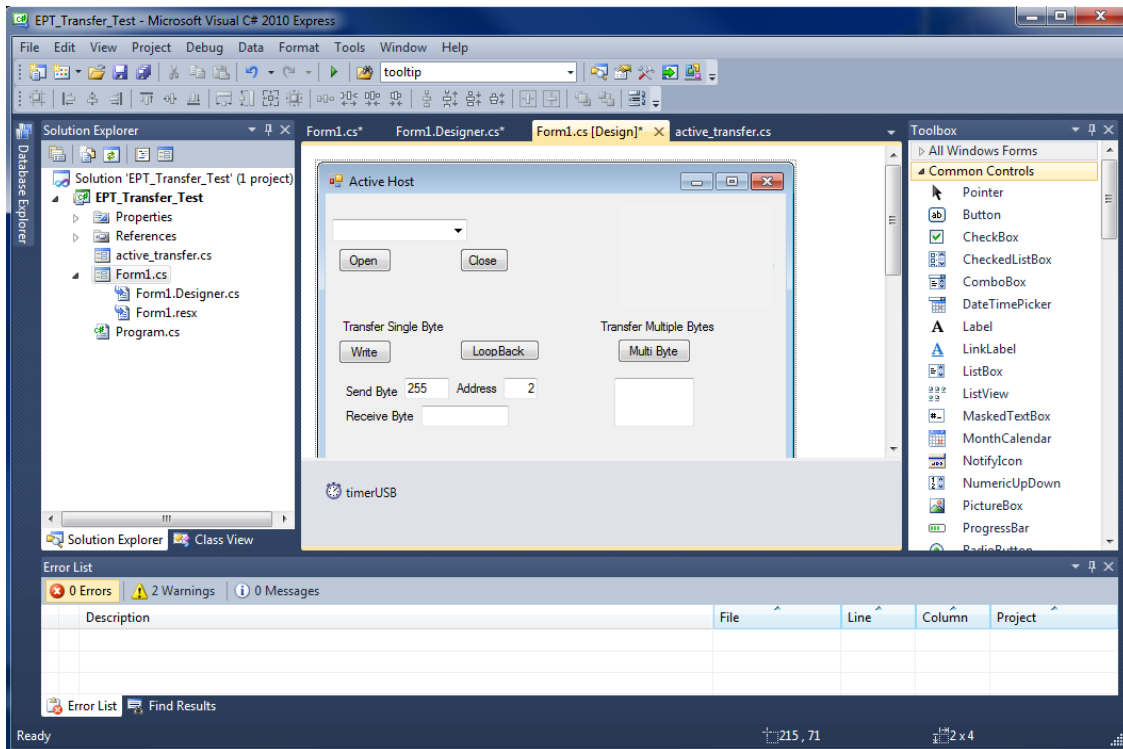 EPT_Transfer_Test - Microsoft Visual C# 2010 Express
File Edit View Project Debug Data Format Tools Window Help
tooltip
Database Explorer
Solution Explorer
Solution 'EPT_Transfer_Test' (1 project)
EPT_Transfer_Test
Properties
References
active_transfer.cs
Form1.cs
Form1.Designer.cs
Form1.resx
Program.cs
Solution Explorer Class View
Form1.cs* Form1.Designer.cs* Form1.cs [Design]* active_transfer.cs
Active Host
Open Close
Transfer Single Byte Transfer Multiple Bytes
Write LoopBack Multi Byte
Send Byte 255 Address 2
Receive Byte
timerUSB
Toolbox
All Windows Forms
Common Controls
Pointer
Button
CheckBox
CheckedListBox
ComboBox
DateTimePicker
Label
LinkLabel
ListBox
ListView
MaskedTextBox
MonthCalendar
NotifyIcon
NumericUpDown
PictureBox
ProgressBar
RadioButton
Error List
0 Errors 2 Warnings 0 Messages
Description File Line Column Project
Error List Find Results
Ready 215 , 71 2 x 4